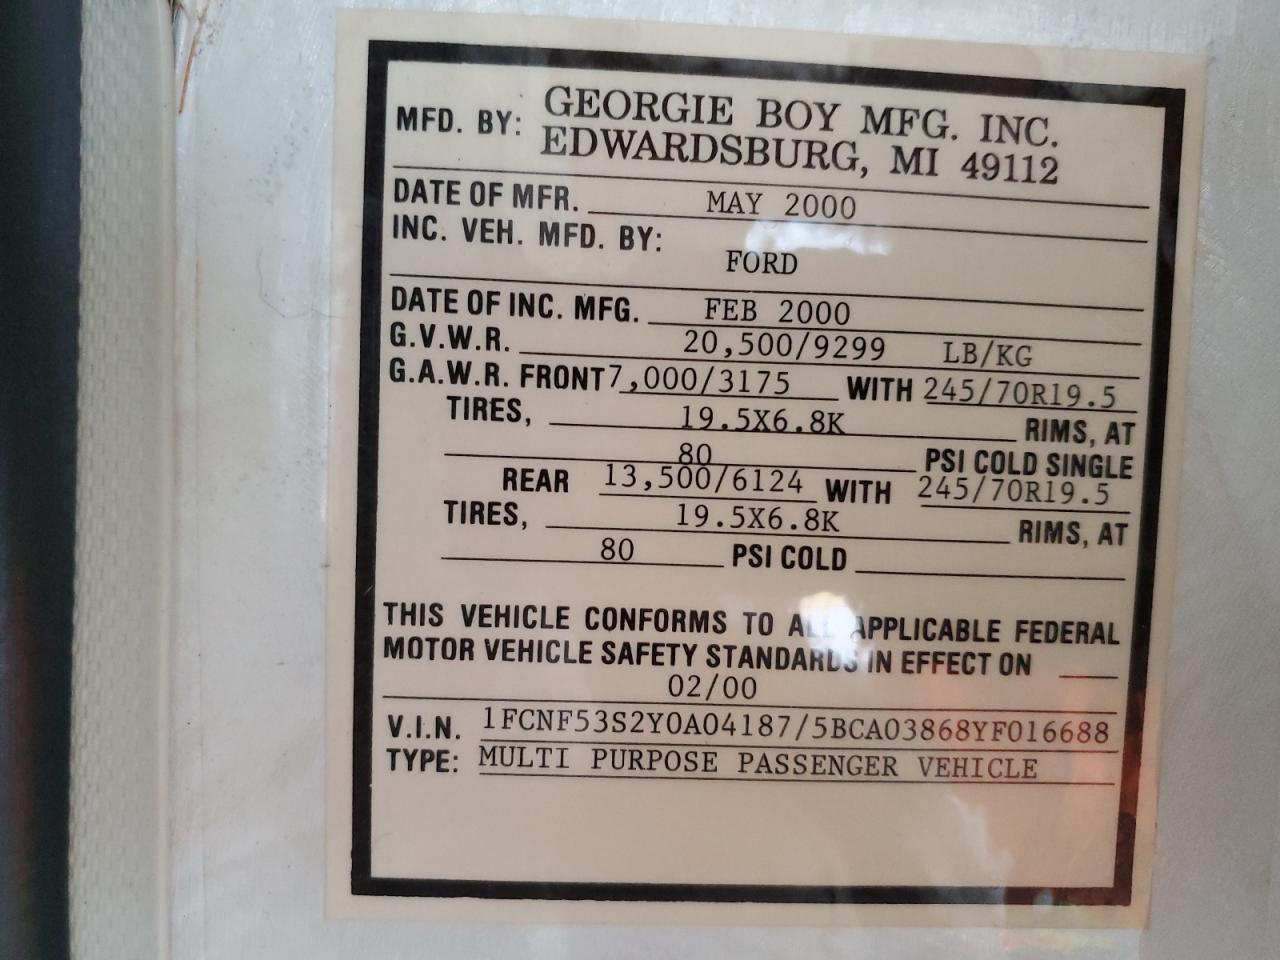 MFD. BY: GEORGIE BOY MFG. INC.
EDWARDSBURG, MI 49112
DATE OF MFR. MAY 2000
INC. VEH. MFD. BY:
FORD
DATE OF INC. MFG. FEB 2000
G.V.W.R. 20,500/9299 LB/KG
G.A.W.R. FRONT 7,000/3175 WITH 245/70R19.5
TIRES, 19.5X6.8K RIMS, AT
80 PSI COLD SINGLE
REAR 13,500/6124 WITH 245/70R19.5
TIRES, 19.5X6.8K RIMS, AT
80 PSI COLD
THIS VEHICLE CONFORMS TO ALL APPLICABLE FEDERAL
MOTOR VEHICLE SAFETY STANDARDS IN EFFECT ON
02/00
V.I.N. 1FCNF53S2Y0A04187/5BCA03868YF016688
TYPE: MULTI PURPOSE PASSENGER VEHICLE